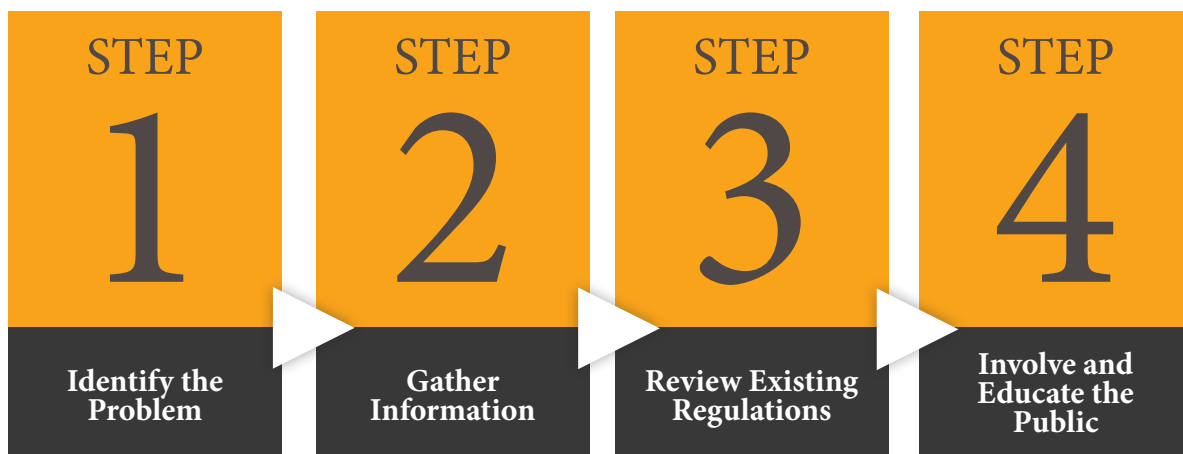 STEP
1
Identify the
Problem
STEP
2
Gather
Information
STEP
3
Review Existing
Regulations
STEP
4
Involve and
Educate the
Public